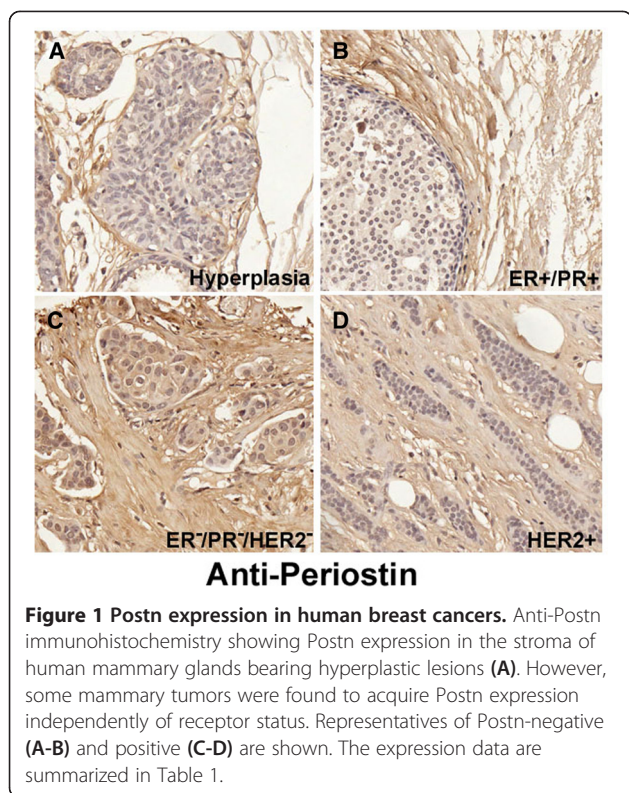 A
B
Hyperplasia
ER+/PR+
C
D
ER-/PR-/HER2-
HER2+
Anti-Periostin
Figure 1 Postn expression in human breast cancers. Anti-Postn
immunohistochemistry showing Postn expression in the stroma of
human mammary glands bearing hyperplastic lesions (A). However,
some mammary tumors were found to acquire Postn expression
independently of receptor status. Representatives of Postn-negative
(A-B) and positive (C-D) are shown. The expression data are
summarized in Table 1.